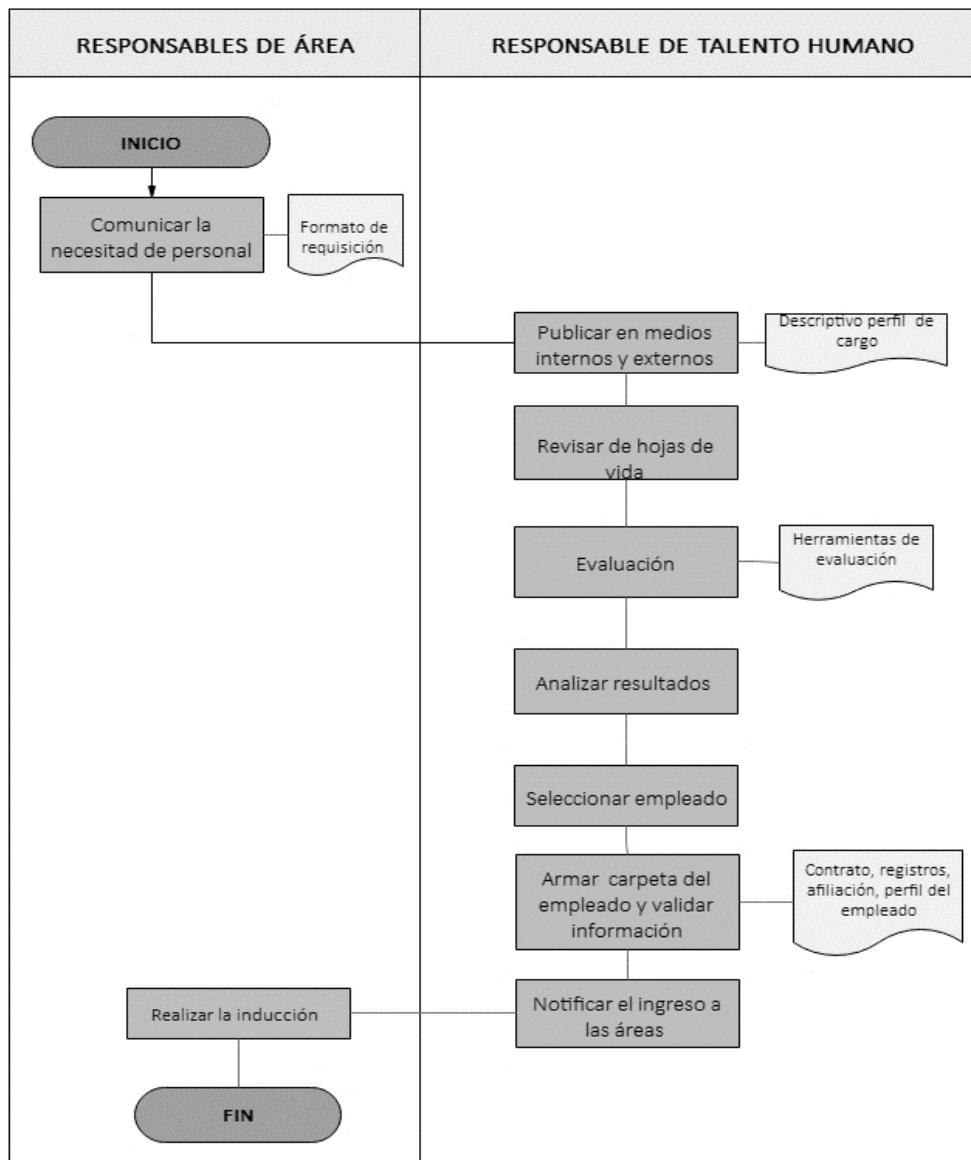 RESPONSABLES DE ÁREA
RESPONSABLE DE TALENTO HUMANO
INICIO
Comunicar la
necesitad de personal
Formato de
requisición
Publicar en medios
internos y externos
Descriptivo perfil de
cargo
Revisar de hojas de
vida
Evaluación
Herramientas de
evaluación
Analizar resultados
Seleccionar empleado
Armar carpeta del
empleado y validar
información
Contrato, registros,
afiliación, perfil del
empleado
Notificar el ingreso a
las áreas
Realizar la inducción
FIN